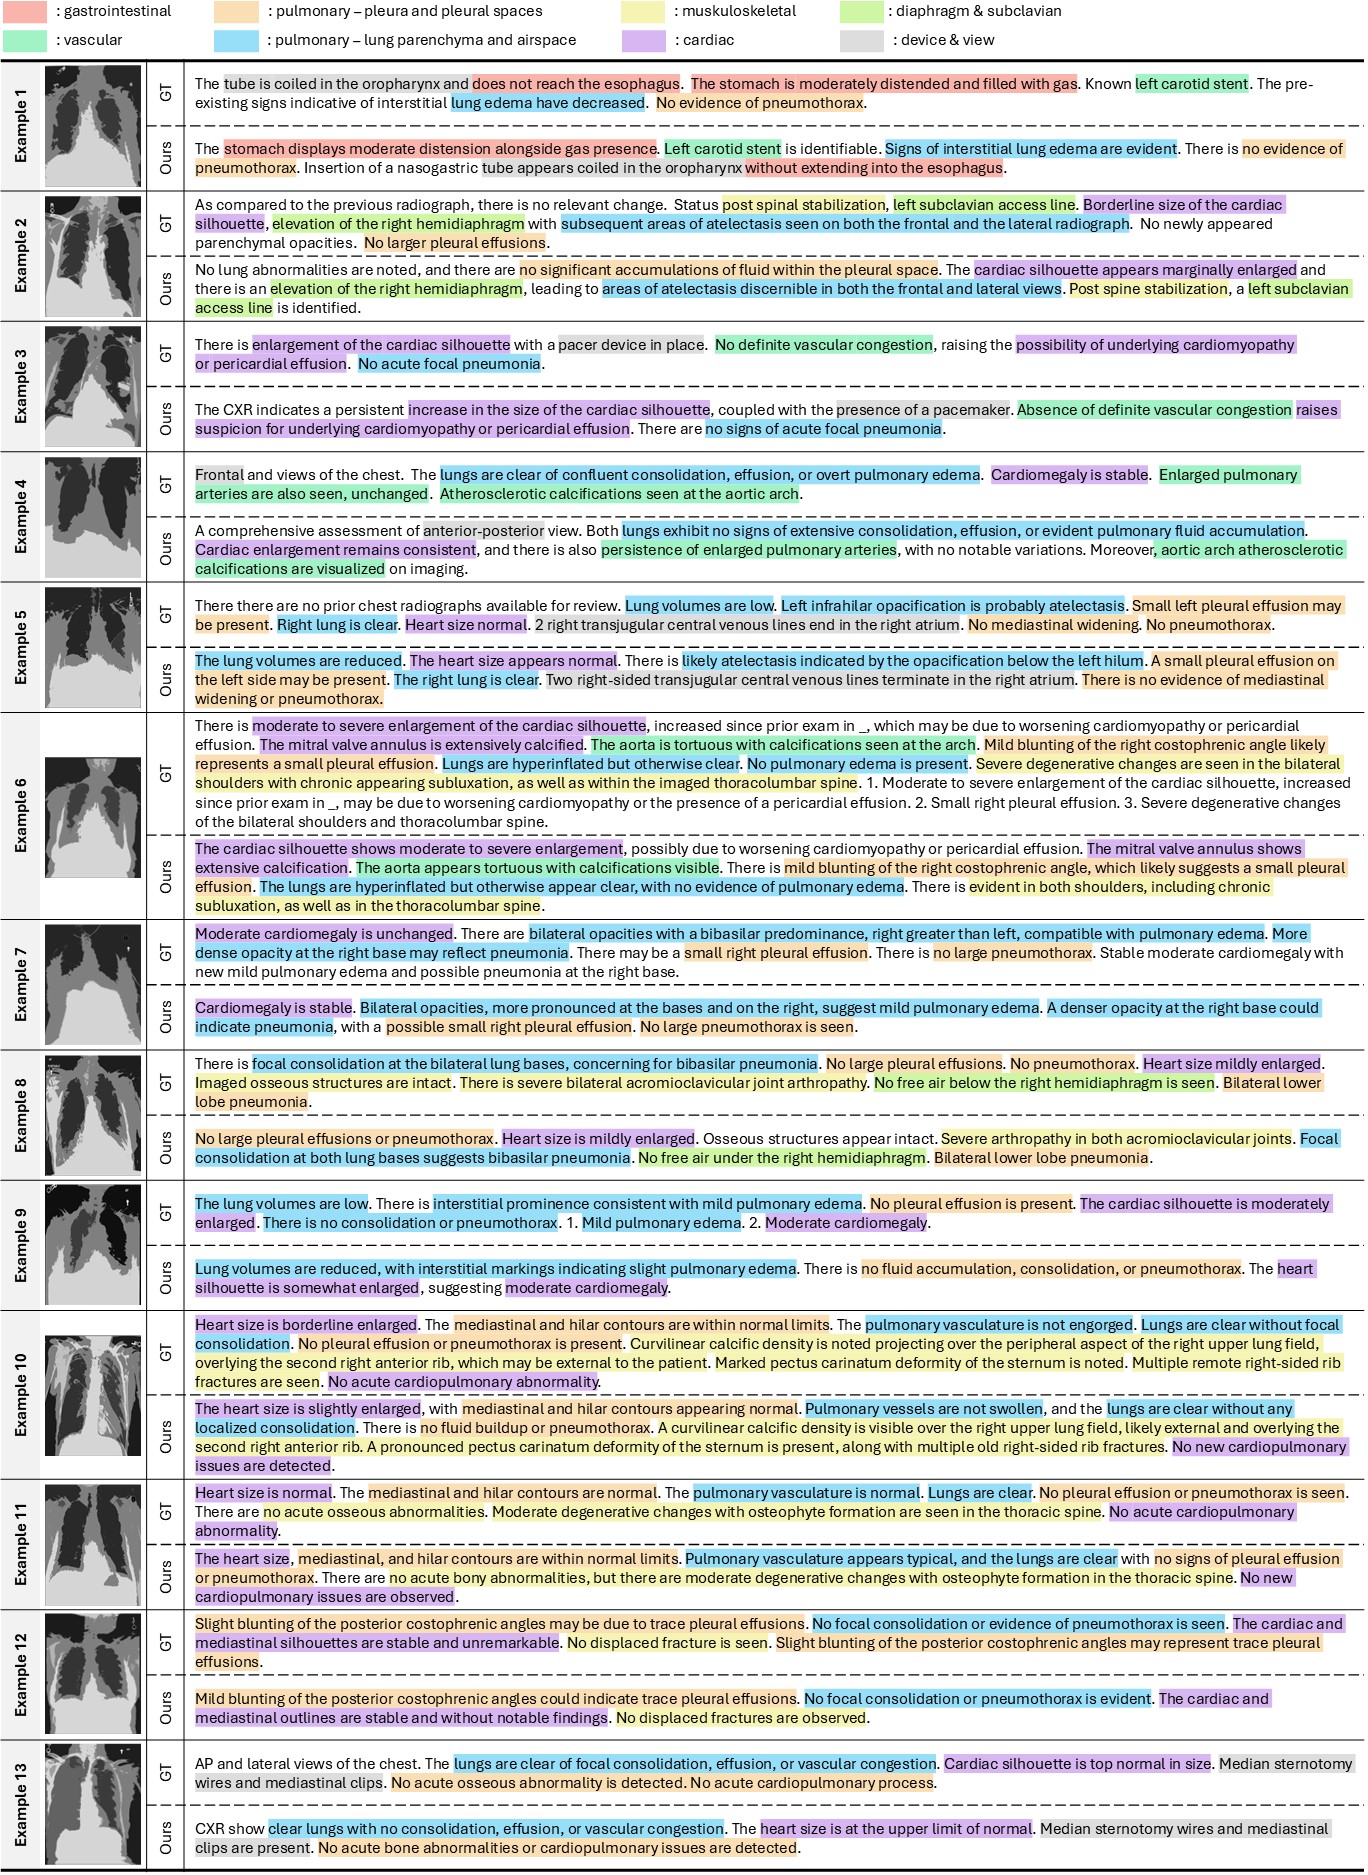 : gastrointestinal
: pulmonary – pleura and pleural spaces
: muskuloskeletal
: diaphragm & subclavian
: vascular
: pulmonary – lung parenchyma and airspace
: cardiac
: device & view
Example 1
GT
The tube is coiled in the oropharynx and does not reach the esophagus. The stomach is moderately distended and filled with gas. Known left carotid stent. The pre-
existing signs indicative of interstitial lung edema have decreased. No evidence of pneumothorax.
Ours
The stomach displays moderate distension alongside gas presence. Left carotid stent is identifiable. Signs of interstitial lung edema are evident. There is no evidence of
pneumothorax. Insertion of a nasogastric tube appears coiled in the oropharynx without extending into the esophagus.
Example 2
GT
As compared to the previous radiograph, there is no relevant change. Status post spinal stabilization, left subclavian access line. Borderline size of the cardiac
silhouette, elevation of the right hemidiaphragm with subsequent areas of atelectasis seen on both the frontal and the lateral radiograph. No newly appeared
parenchymal opacities. No larger pleural effusions.
Ours
No lung abnormalities are noted, and there are no significant accumulations of fluid within the pleural space. The cardiac silhouette appears marginally enlarged and
there is an elevation of the right hemidiaphragm, leading to areas of atelectasis discernible in both the frontal and lateral views. Post spine stabilization, a left subclavian
access line is identified.
Example 3
GT
There is enlargement of the cardiac silhouette with a pacer device in place. No definite vascular congestion, raising the possibility of underlying cardiomyopathy
or pericardial effusion. No acute focal pneumonia.
Ours
The CXR indicates a persistent increase in the size of the cardiac silhouette, coupled with the presence of a pacemaker. Absence of definite vascular congestion raises
suspicion for underlying cardiomyopathy or pericardial effusion. There are no signs of acute focal pneumonia.
Example 4
GT
Frontal and views of the chest. The lungs are clear of confluent consolidation, effusion, or overt pulmonary edema. Cardiomegaly is stable. Enlarged pulmonary
arteries are also seen, unchanged. Atherosclerotic calcifications seen at the aortic arch.
Ours
A comprehensive assessment of anterior-posterior view. Both lungs exhibit no signs of extensive consolidation, effusion, or evident pulmonary fluid accumulation.
Cardiac enlargement remains consistent, and there is also persistence of enlarged pulmonary arteries, with no notable variations. Moreover, aortic arch atherosclerotic
calcifications are visualized on imaging.
Example 5
GT
There there are no prior chest radiographs available for review. Lung volumes are low. Left infrahilar opacification is probably atelectasis. Small left pleural effusion may
be present. Right lung is clear. Heart size normal. 2 right transjugular central venous lines end in the right atrium. No mediastinal widening. No pneumothorax.
Ours
The lung volumes are reduced. The heart size appears normal. There is likely atelectasis indicated by the opacification below the left hilum. A small pleural effusion on
the left side may be present. The right lung is clear. Two right-sided transjugular central venous lines terminate in the right atrium. There is no evidence of mediastinal
widening or pneumothorax.
Example 6
GT
There is moderate to severe enlargement of the cardiac silhouette, increased since prior exam in _, which may be due to worsening cardiomyopathy or pericardial
effusion. The mitral valve annulus is extensively calcified. The aorta is tortuous with calcifications seen at the arch. Mild blunting of the right costophrenic angle likely
represents a small pleural effusion. Lungs are hyperinflated but otherwise clear. No pulmonary edema is present. Severe degenerative changes are seen in the bilateral
shoulders with chronic appearing subluxation, as well as within the imaged thoracolumbar spine. 1. Moderate to severe enlargement of the cardiac silhouette, increased
since prior exam in _, may be due to worsening cardiomyopathy or the presence of a pericardial effusion. 2. Small right pleural effusion. 3. Severe degenerative changes
of the bilateral shoulders and thoracolumbar spine.
Ours
The cardiac silhouette shows moderate to severe enlargement, possibly due to worsening cardiomyopathy or pericardial effusion. The mitral valve annulus shows
extensive calcification. The aorta appears tortuous with calcifications visible. There is mild blunting of the right costophrenic angle, which likely suggests a small pleural
effusion. The lungs are hyperinflated but otherwise appear clear, with no evidence of pulmonary edema. There is evident in both shoulders, including chronic
subluxation, as well as in the thoracolumbar spine.
Example 7
GT
Moderate cardiomegaly is unchanged. There are bilateral opacities with a bibasilar predominance, right greater than left, compatible with pulmonary edema. More
dense opacity at the right base may reflect pneumonia. There may be a small right pleural effusion. There is no large pneumothorax. Stable moderate cardiomegaly with
new mild pulmonary edema and possible pneumonia at the right base.
Ours
Cardiomegaly is stable. Bilateral opacities, more pronounced at the bases and on the right, suggest mild pulmonary edema. A denser opacity at the right base could
indicate pneumonia, with a possible small right pleural effusion. No large pneumothorax is seen.
Example 8
GT
There is focal consolidation at the bilateral lung bases, concerning for bibasilar pneumonia. No large pleural effusions. No pneumothorax. Heart size mildly enlarged.
Imaged osseous structures are intact. There is severe bilateral acromioclavicular joint arthropathy. No free air below the right hemidiaphragm is seen. Bilateral lower
lobe pneumonia.
Ours
No large pleural effusions or pneumothorax. Heart size is mildly enlarged. Osseous structures appear intact. Severe arthropathy in both acromioclavicular joints. Focal
consolidation at both lung bases suggests bibasilar pneumonia. No free air under the right hemidiaphragm. Bilateral lower lobe pneumonia.
Example 9
GT
The lung volumes are low. There is interstitial prominence consistent with mild pulmonary edema. No pleural effusion is present. The cardiac silhouette is moderately
enlarged. There is no consolidation or pneumothorax. 1. Mild pulmonary edema. 2. Moderate cardiomegaly.
Ours
Lung volumes are reduced, with interstitial markings indicating slight pulmonary edema. There is no fluid accumulation, consolidation, or pneumothorax. The heart
silhouette is somewhat enlarged, suggesting moderate cardiomegaly.
Example 10
GT
Heart size is borderline enlarged. The mediastinal and hilar contours are within normal limits. The pulmonary vasculature is not engorged. Lungs are clear without focal
consolidation. No pleural effusion or pneumothorax is present. Curvilinear calcific density is noted projecting over the peripheral aspect of the right upper lung field,
overlying the second right anterior rib, which may be external to the patient. Marked pectus carinatum deformity of the sternum is noted. Multiple remote right-sided rib
fractures are seen. No acute cardiopulmonary abnormality.
Ours
The heart size is slightly enlarged, with mediastinal and hilar contours appearing normal. Pulmonary vessels are not swollen, and the lungs are clear without any
localized consolidation. There is no fluid buildup or pneumothorax. A curvilinear calcific density is visible over the right upper lung field, likely external and overlying the
second right anterior rib. A pronounced pectus carinatum deformity of the sternum is present, along with multiple old right-sided rib fractures. No new cardiopulmonary
issues are detected.
Example 11
GT
Heart size is normal. The mediastinal and hilar contours are normal. The pulmonary vasculature is normal. Lungs are clear. No pleural effusion or pneumothorax is seen.
There are no acute osseous abnormalities. Moderate degenerative changes with osteophyte formation are seen in the thoracic spine. No acute cardiopulmonary
abnormality.
Ours
The heart size, mediastinal, and hilar contours are within normal limits. Pulmonary vasculature appears typical, and the lungs are clear with no signs of pleural effusion
or pneumothorax. There are no acute bony abnormalities, but there are moderate degenerative changes with osteophyte formation in the thoracic spine. No new
cardiopulmonary issues are observed.
Example 12
GT
Slight blunting of the posterior costophrenic angles may be due to trace pleural effusions. No focal consolidation or evidence of pneumothorax is seen. The cardiac and
mediastinal silhouettes are stable and unremarkable. No displaced fracture is seen. Slight blunting of the posterior costophrenic angles may represent trace pleural
effusions.
Ours
Mild blunting of the posterior costophrenic angles could indicate trace pleural effusions. No focal consolidation or pneumothorax is evident. The cardiac and
mediastinal outlines are stable and without notable findings. No displaced fractures are observed.
Example 13
GT
AP and lateral views of the chest. The lungs are clear of focal consolidation, effusion, or vascular congestion. Cardiac silhouette is top normal in size. Median sternotomy
wires and mediastinal clips. No acute osseous abnormality is detected. No acute cardiopulmonary process.
Ours
CXR show clear lungs with no consolidation, effusion, or vascular congestion. The heart size is at the upper limit of normal. Median sternotomy wires and mediastinal
clips are present. No acute bone abnormalities or cardiopulmonary issues are detected.